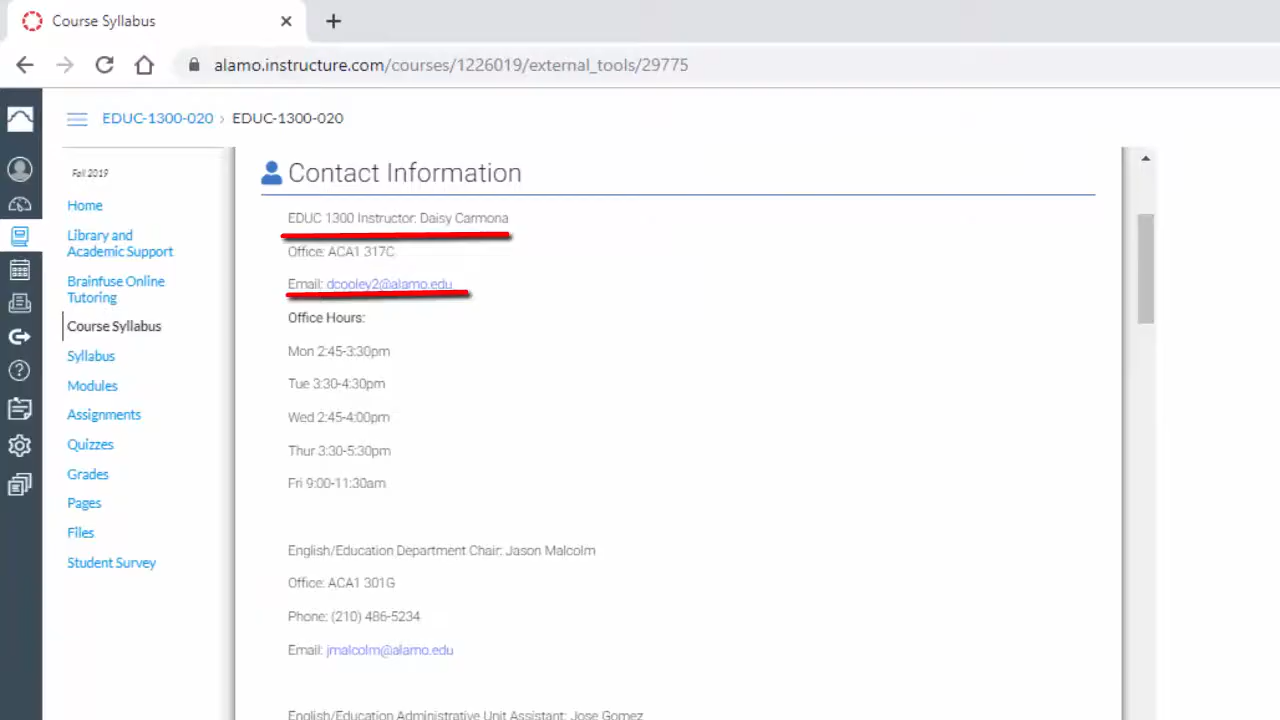 Course Syllabus
alamo.instructure.com/courses/1226019/external_tools/29775
EDUC-1300-020 › EDUC-1300-020
Fall 2019
Home
Library and
Academic Support
Brainfuse Online
Tutoring
Course Syllabus
Syllabus
Modules
Assignments
Quizzes
Grades
Pages
Files
Student Survey
Contact Information
EDUC 1300 Instructor: Daisy Carmona
Office: ACA1 317C
Email: dcooley2@alamo.edu
Office Hours:
Mon 2:45-3:30pm
Tue 3:30-4:30pm
Wed 2:45-4:00pm
Thur 3:30-5:30pm
Fri 9:00-11:30am
English/Education Department Chair: Jason Malcolm
Office: ACA1 301G
Phone: (210) 486-5234
Email: jmalcolm@alamo.edu
English/Education Administrative Unit Assistant: Jose Gomez